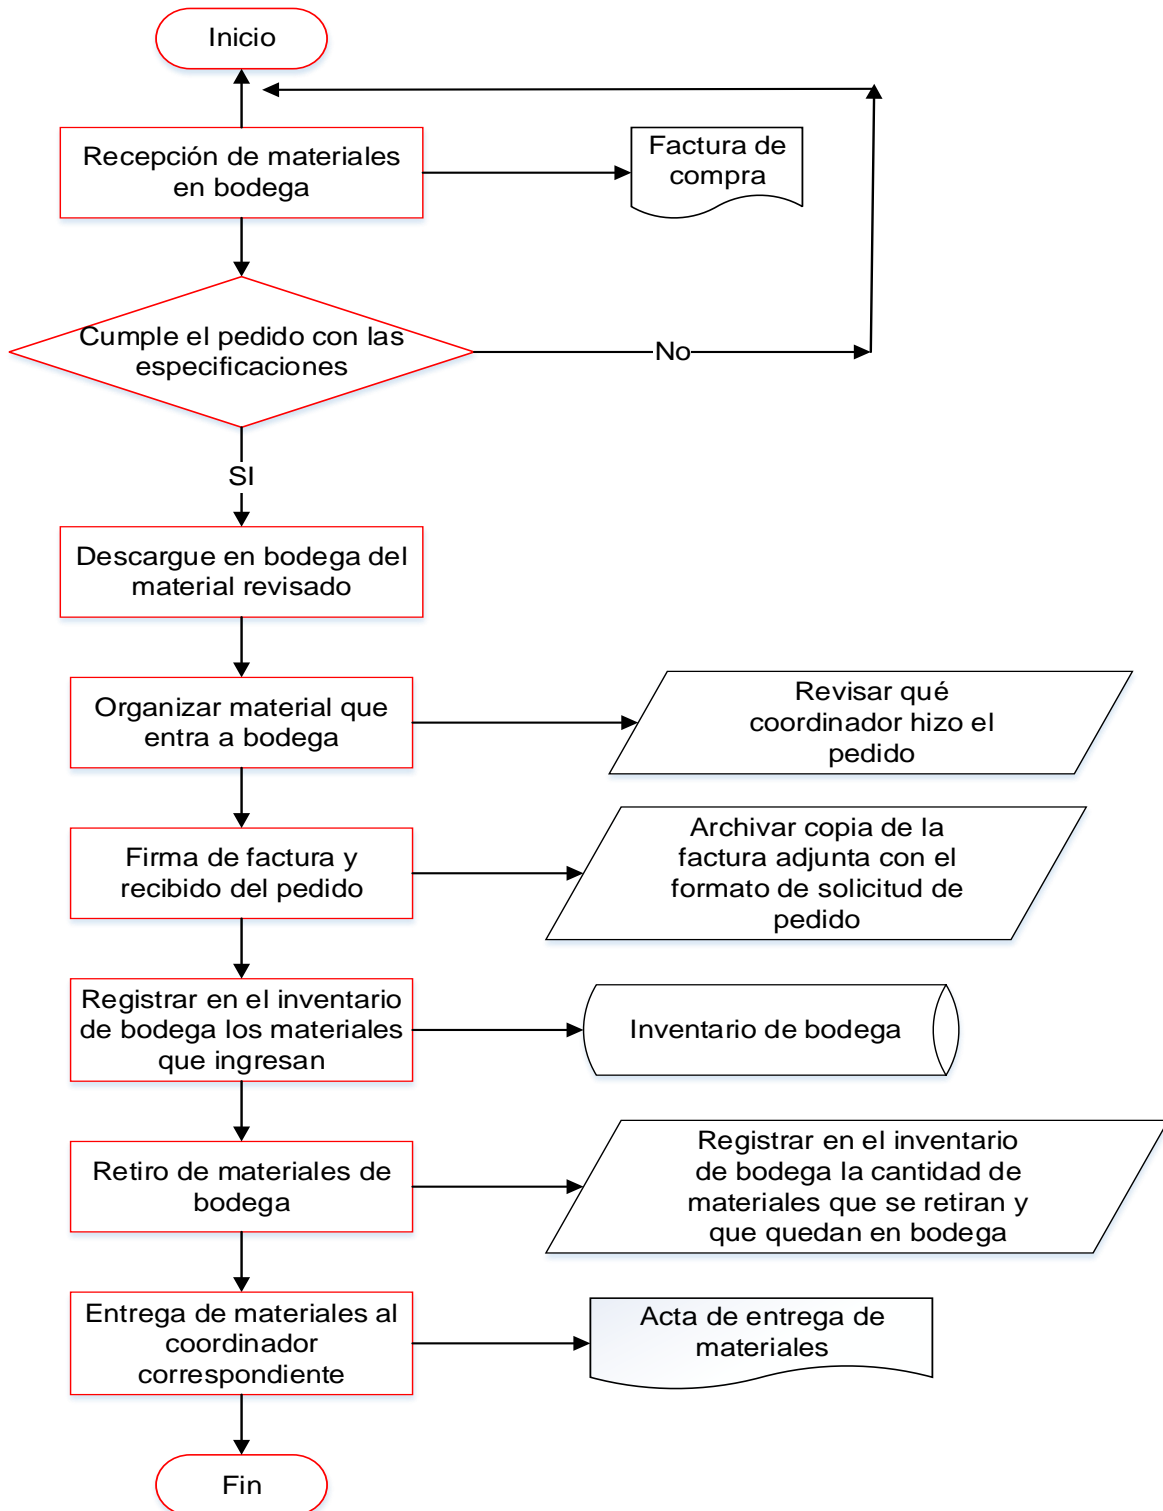 Inicio
Recepción de materiales
en bodega
Factura de
compra
Cumple el pedido con las
especificaciones
No
SI
Descargue en bodega del
material revisado
Organizar material que
entra a bodega
Revisar qué
coordinador hizo el
pedido
Firma de factura y
recibido del pedido
Archivar copia de la
factura adjunta con el
formato de solicitud de
pedido
Registrar en el inventario
de bodega los materiales
que ingresan
Inventario de bodega
Retiro de materiales de
bodega
Registrar en el inventario
de bodega la cantidad de
materiales que se retiran y
que quedan en bodega
Entrega de materiales al
coordinador
correspondiente
Acta de entrega de
materiales
Fin